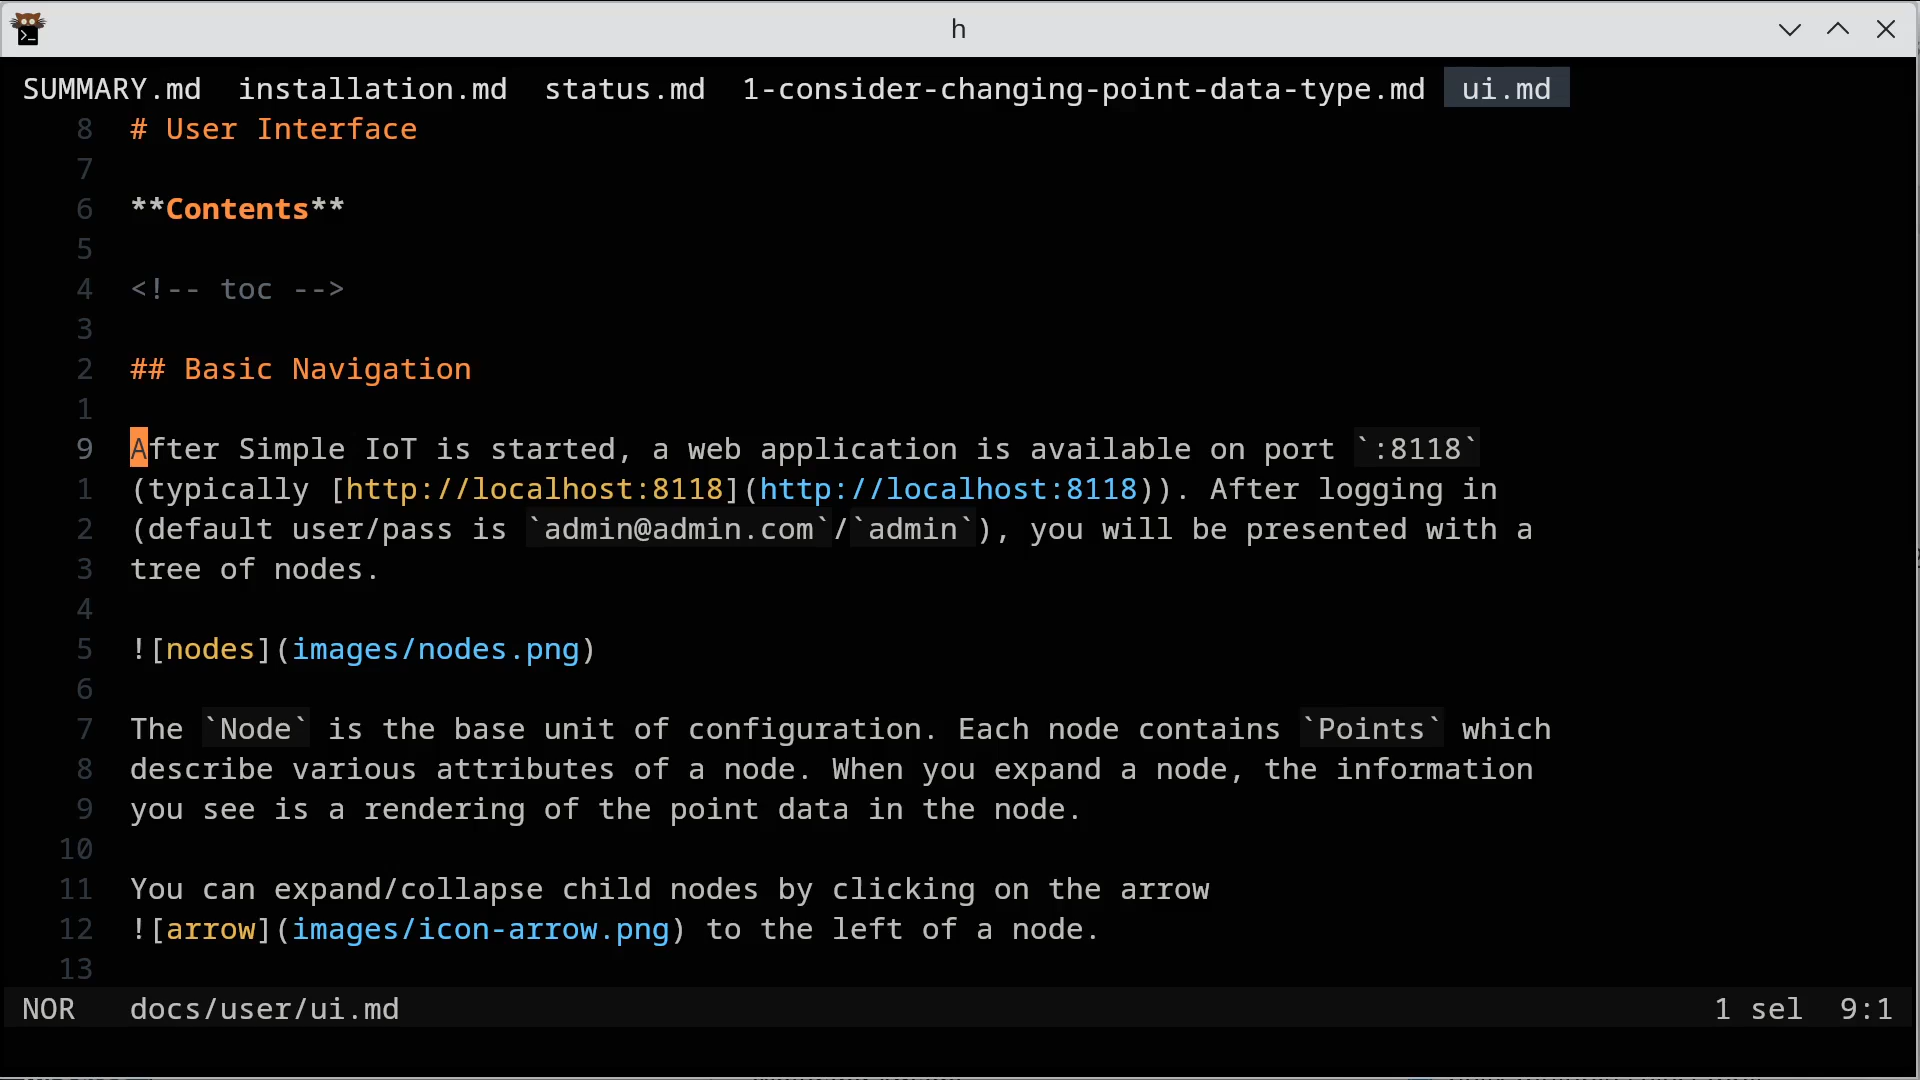 h
SUMMARY.md installation.md status.md 1-consider-changing-point-data-type.md ui.md
8 # User Interface
7
6 **Contents**
5
4 <!-- toc -->
3
2 ## Basic Navigation
1
9 After Simple IoT is started, a web application is available on port `:8118`
1 (typically [http://localhost:8118](http://localhost:8118)). After logging in
2 (default user/pass is `admin@admin.com`/`admin`), you will be presented with a
3 tree of nodes.
4
5 ![nodes](images/nodes.png)
6
7 The `Node` is the base unit of configuration. Each node contains `Points` which
8 describe various attributes of a node. When you expand a node, the information
9 you see is a rendering of the point data in the node.
10
11 You can expand/collapse child nodes by clicking on the arrow
12 ![arrow](images/icon-arrow.png) to the left of a node.
13
NOR docs/user/ui.md 1 sel 9:1